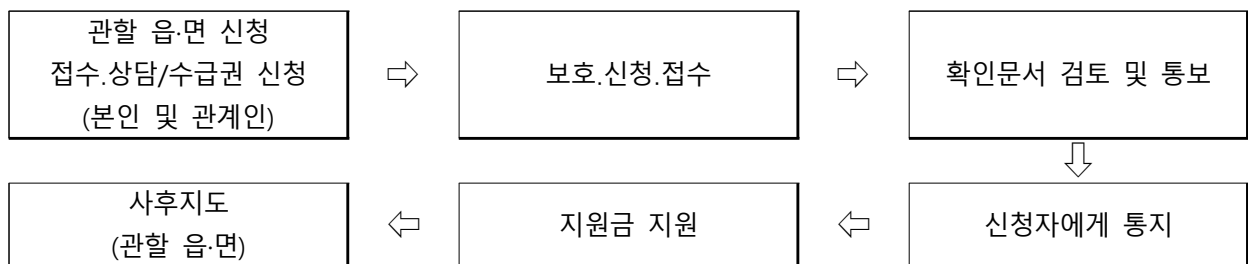 관할 읍·면 신청
접수.상담/수급권 신청
(본인 및 관계인)
보호.신청.접수
확인문서 검토 및 통보
신청자에게 통지
지원금 지원
사후지도
(관할 읍·면)